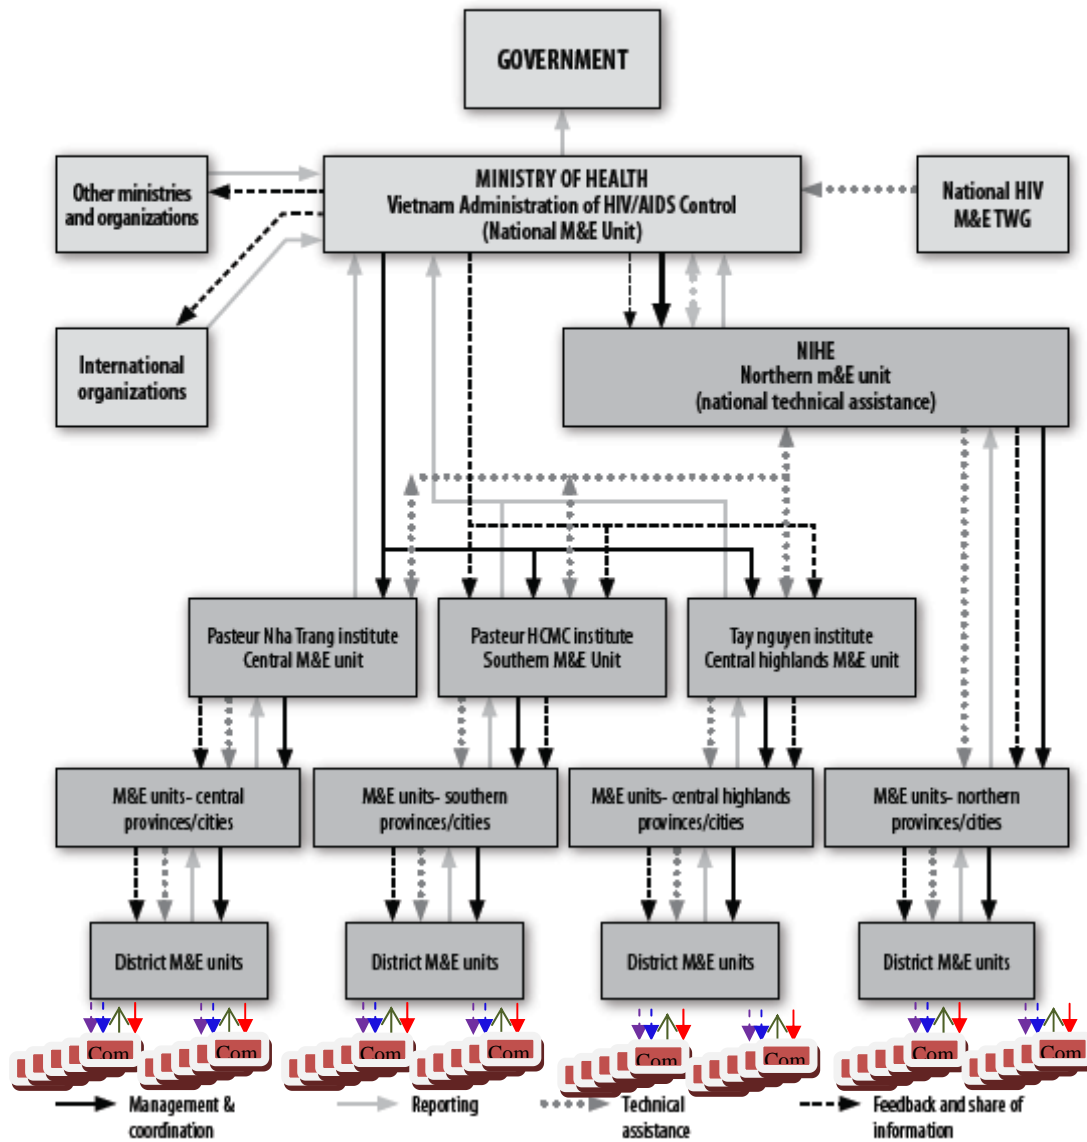 GOVERNMENT
Other ministries
and organizations
MINISTRY OF HEALTH
Vietnam Administration of HIV/AIDS Control
(National M&E Unit)
National HIV
M&E TWG
International
organizations
NIHE
Northern m&E unit
(national technical assistance)
Pasteur Nha Trang institute
Central M&E unit
Pasteur HCMC institute
Southern M&E Unit
Tay nguyen institute
Central highlands M&E unit
M&E units- central
provinces/cities
M&E units- southern
provinces/cities
M&E units- central highlands
provinces/cities
M&E units- northern
provinces/cities
District M&E units
District M&E units
District M&E units
District M&E units
Com
Com
Com
Com
Com
Com
Com
Com
Management &
coordination
Reporting
Technical
assistance
Feedback and share of
information